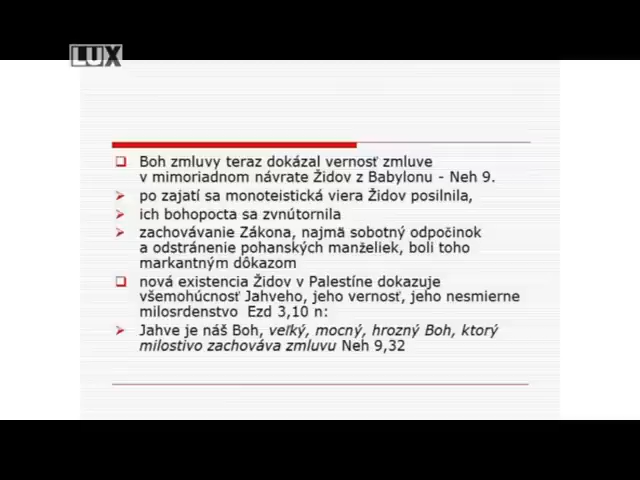 LUX
Boh zmluvy teraz dokázal vernosť zmluve
v mimoriadnom návrate Židov z Babylonu - Neh 9.
po zajatí sa monoteistická viera Židov posilnila,
ich bohopocta sa zvnútornila
zachovávanie Zákona, najmä sobotný odpočinok
a odstránenie pohanských manželiek, boli toho
markantným dôkazom
nová existencia Židov v Palestíne dokazuje
všemohúcnosť Jahveho, jeho vernosť, jeho nesmierne
milosrdenstvo Ezd 3,10 n:
Jahve je náš Boh, veľký, mocný, hrozný Boh, ktorý
milostivo zachováva zmluvu Neh 9,32